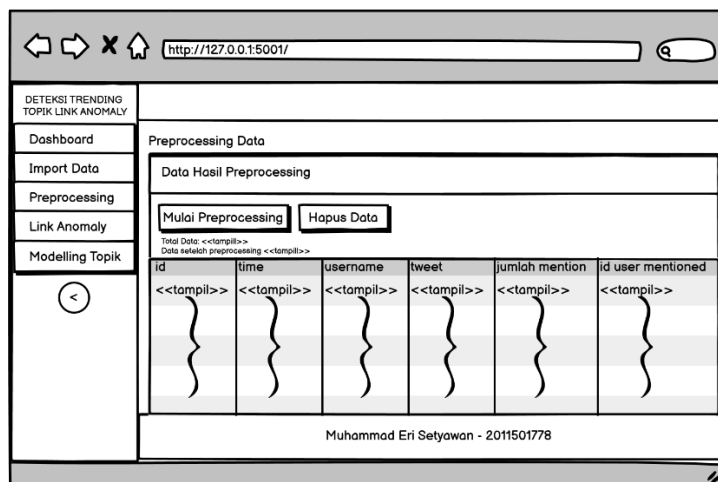 http://127.0.0.1:5001/
DETEKSI TRENDING
TOPIK LINK ANOMALY
Dashboard
Import Data
Preprocessing
Link Anomaly
Modelling Topik
<
Preprocessing Data
Data Hasil Preprocessing
Mulai Preprocessing Hapus Data
Total Data: <<tampill>>
Data setelah preprocessing <<tampill>>
id time username tweet jumlah mention id user mentioned
<<tampil>> <<tampil>> <<tampil>> <<tampil>> <<tampil>> <<tampil>>
Muhammad Eri Setyawan - 2011501778